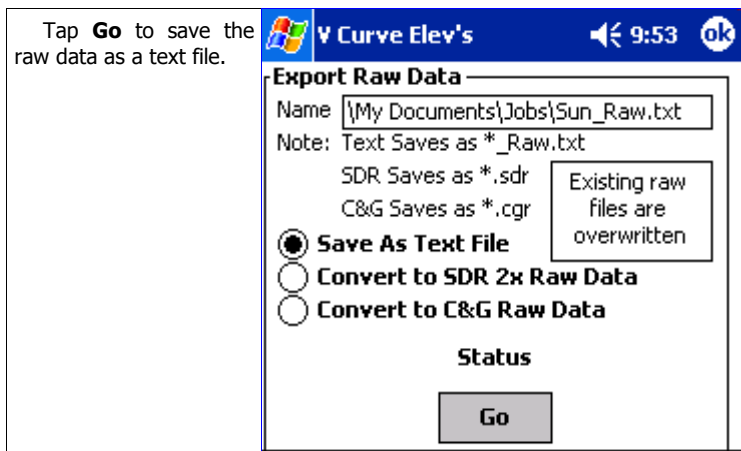 Tap Go to save the
raw data as a text file.
V Curve Elev's 9:53 ok
Export Raw Data
Name \My Documents\Jobs\Sun_Raw.txt
Note: Text Saves as *_Raw.txt
SDR Saves as *.sdr
C&G Saves as *.cgr
Existing raw
files are
overwritten
Save As Text File
Convert to SDR 2x Raw Data
Convert to C&G Raw Data
Status
Go